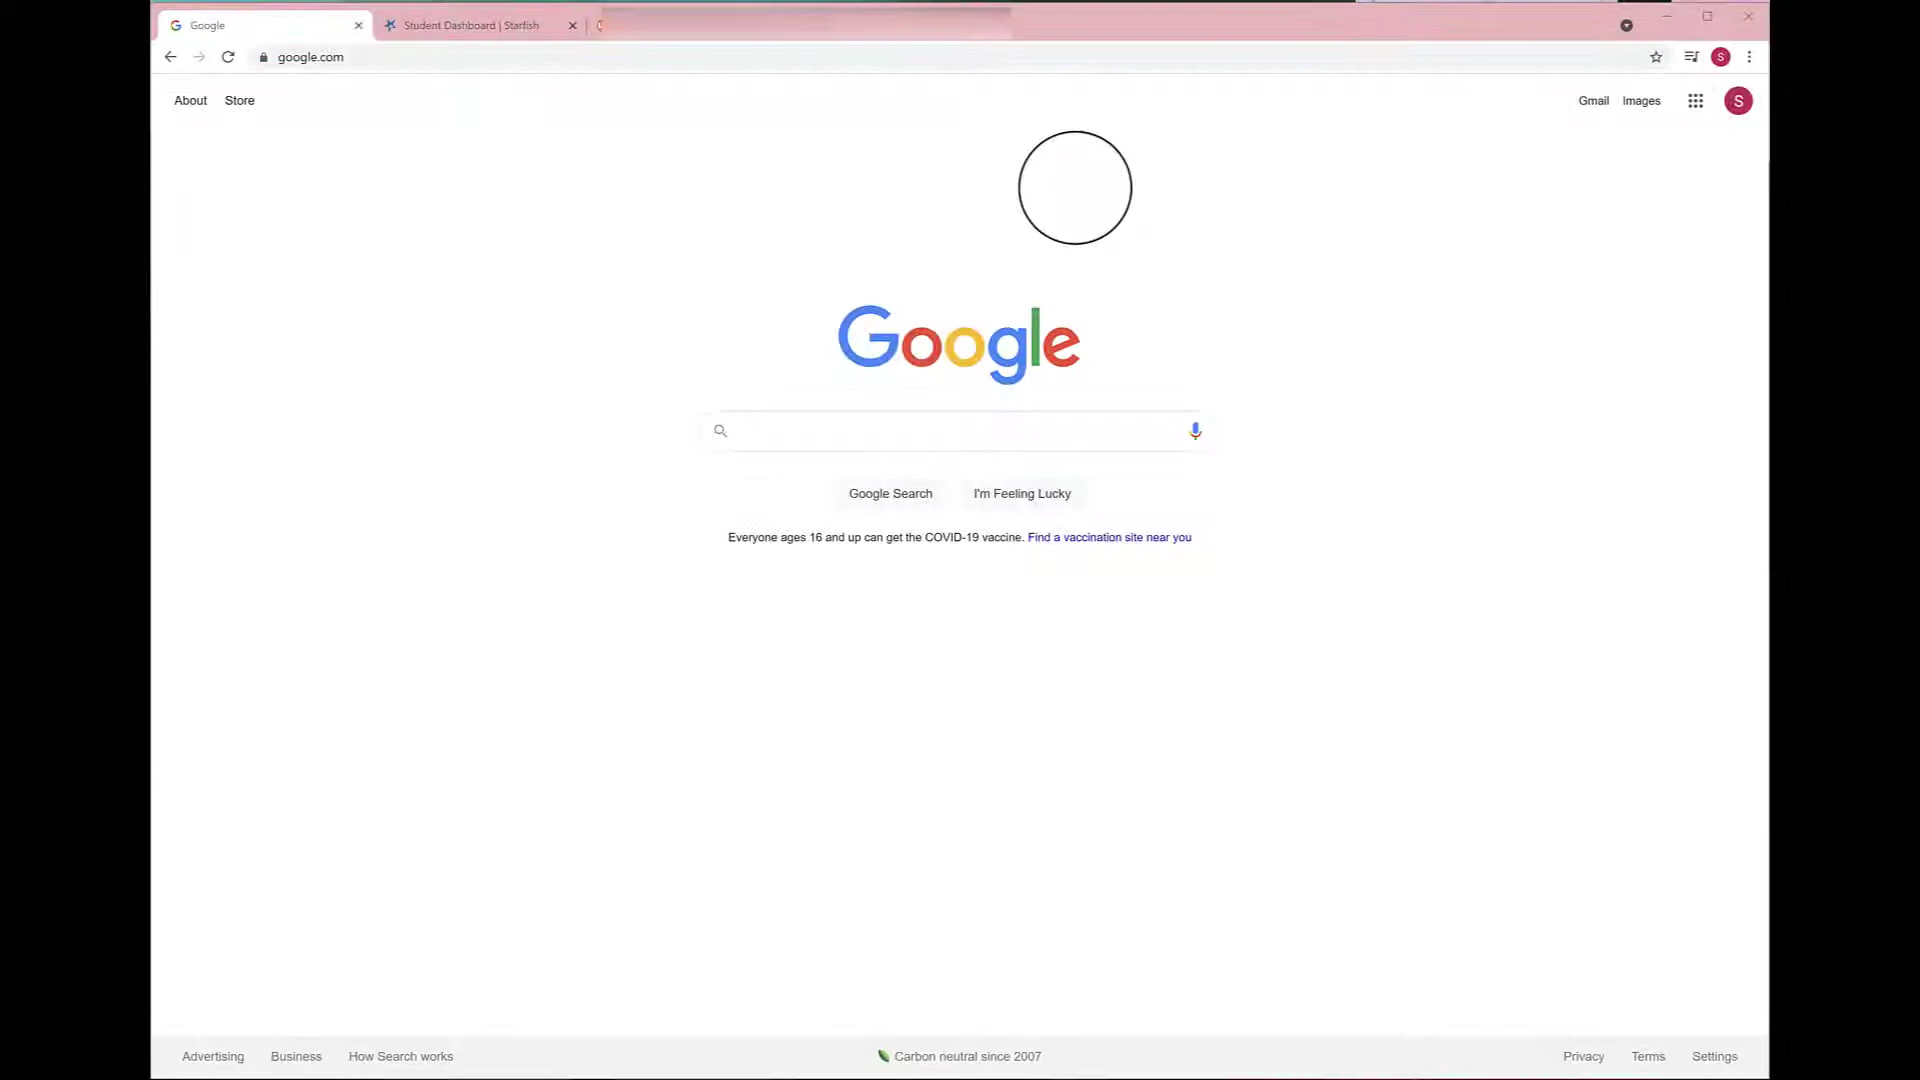 Google
Student Dashboard | Starfish
google.com
S
About
Store
Gmail
Images
S
Google
Google Search
I'm Feeling Lucky
Everyone ages 16 and up can get the COVID-19 vaccine. Find a vaccination site near you
Advertising
Business
How Search works
Carbon neutral since 2007
Privacy
Terms
Settings